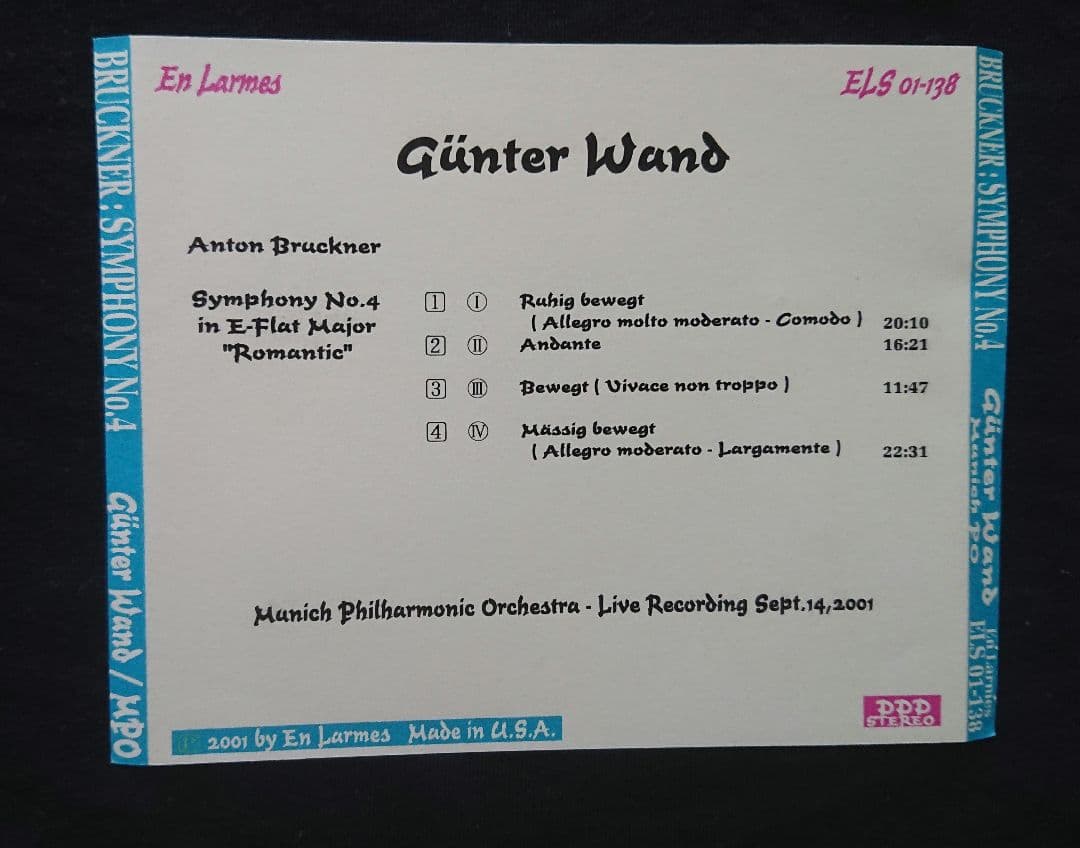 En Larmes
ELS 01-138
Günter Wand
Anton Bruckner
Symphony No.4
in E-Flat Major
"Romantic"
1 Ⅰ Ruhig bewegt
( Allegro molto moderato - Comodo ) 20:10
2 Ⅱ Andante 16:21
3 Ⅲ Bewegt ( Vivace non troppo ) 11:47
4 Ⅳ Mässig bewegt
( Allegro moderato - Largamente ) 22:31
Munich Philharmonic Orchestra - Live Recording Sept.14,2001
DDD
STEREO
℗ 2001 by En Larmes Made in U.S.A.
BRUCKNER : SYMPHONY No.4 Günter Wand / MPO
BRUCKNER : SYMPHONY No.4 Günter Wand
Munich PO
En Larmes
ELS 01-138